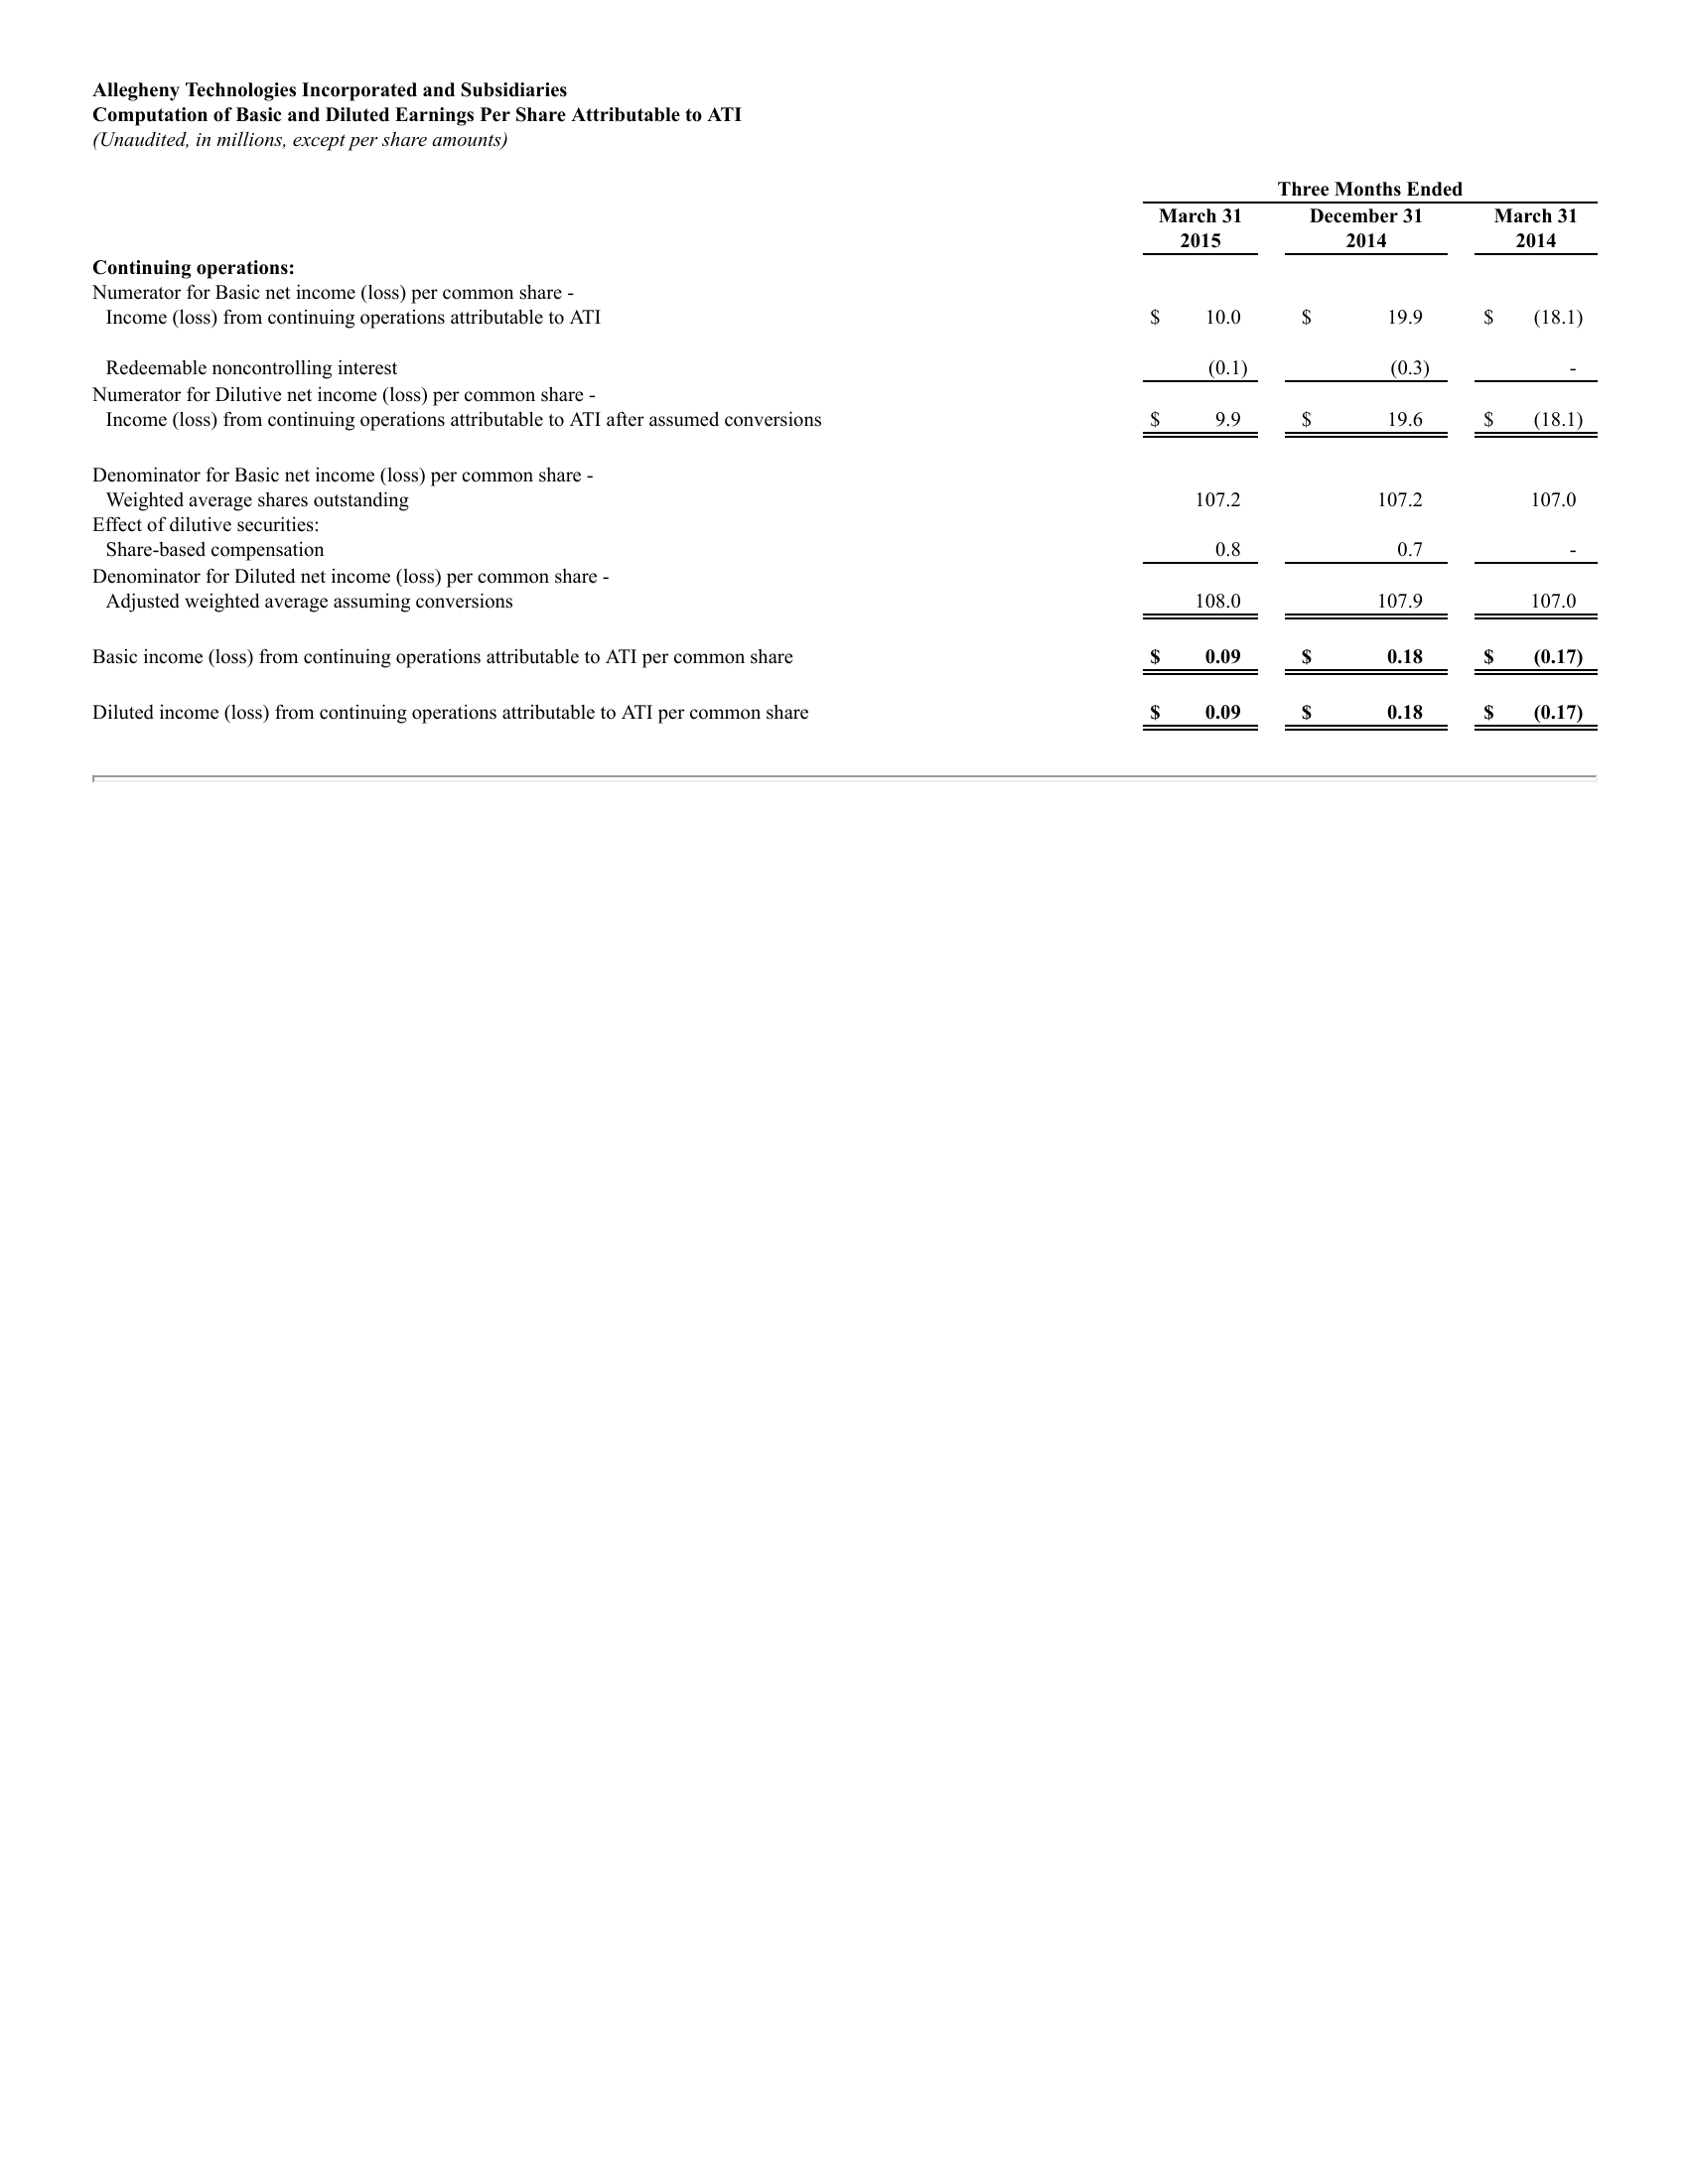 Allegheny Technologies Incorporated and Subsidiaries
Computation of Basic and Diluted Earnings Per Share Attributable to ATI
(Unaudited, in millions, except per share amounts)
Three Months Ended
March 31 December 31 March 31
2015 2014 2014
Continuing operations:
Numerator for Basic net income (loss) per common share -
Income (loss) from continuing operations attributable to ATI $ 10.0 $ 19.9 $ (18.1)
Redeemable noncontrolling interest (0.1) (0.3) -
Numerator for Dilutive net income (loss) per common share -
Income (loss) from continuing operations attributable to ATI after assumed conversions $ 9.9 $ 19.6 $ (18.1)
Denominator for Basic net income (loss) per common share -
Weighted average shares outstanding 107.2 107.2 107.0
Effect of dilutive securities:
Share-based compensation 0.8 0.7 -
Denominator for Diluted net income (loss) per common share -
Adjusted weighted average assuming conversions 108.0 107.9 107.0
Basic income (loss) from continuing operations attributable to ATI per common share $ 0.09 $ 0.18 $ (0.17)
Diluted income (loss) from continuing operations attributable to ATI per common share $ 0.09 $ 0.18 $ (0.17)